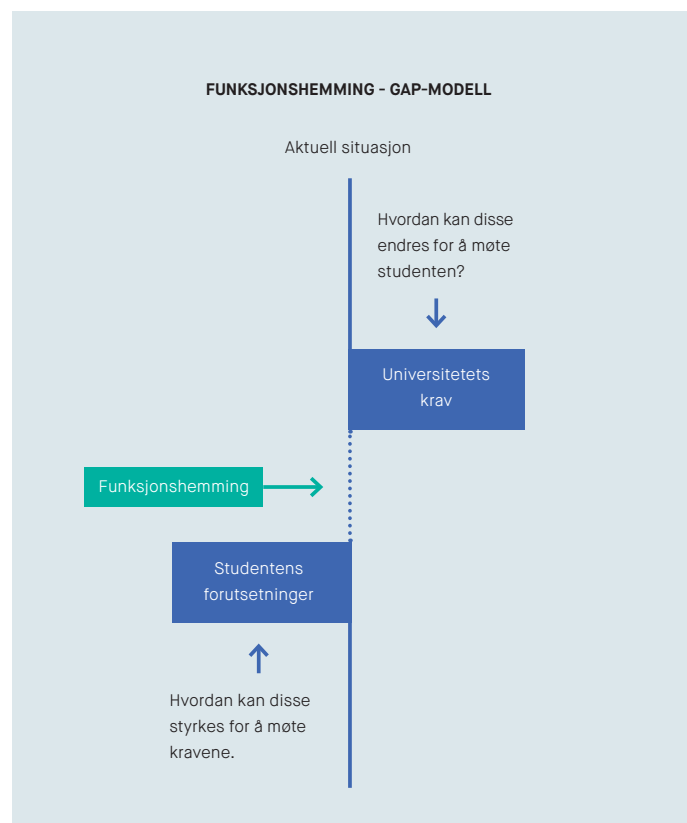 FUNKSJONSHEMMING - GAP-MODELL
Aktuell situasjon
Hvordan kan disse
endres for å møte
studenten?
Universitetets
krav
Funksjonshemming
Studentens
forutsetninger
Hvordan kan disse
styrkes for å møte
kravene.